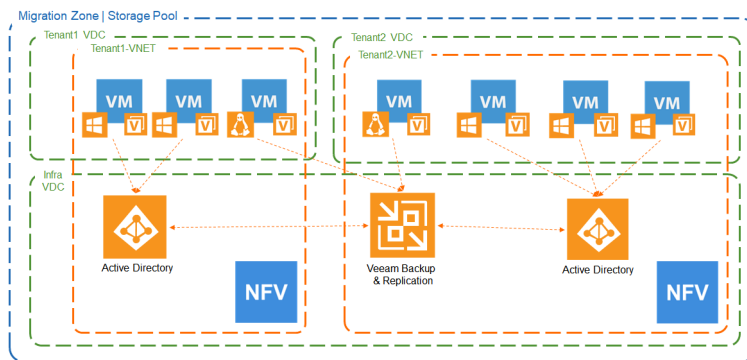 Migration Zone | Storage Pool
Tenant1 VDC
Tenant1-VNET
Tenant2 VDC
Tenant2-VNET
VM
VM
VM
VM
VM
VM
VM
V
V
V
V
V
V
V
Infra
VDC
Active Directory
Veeam Backup
& Replication
Active Directory
NFV
NFV